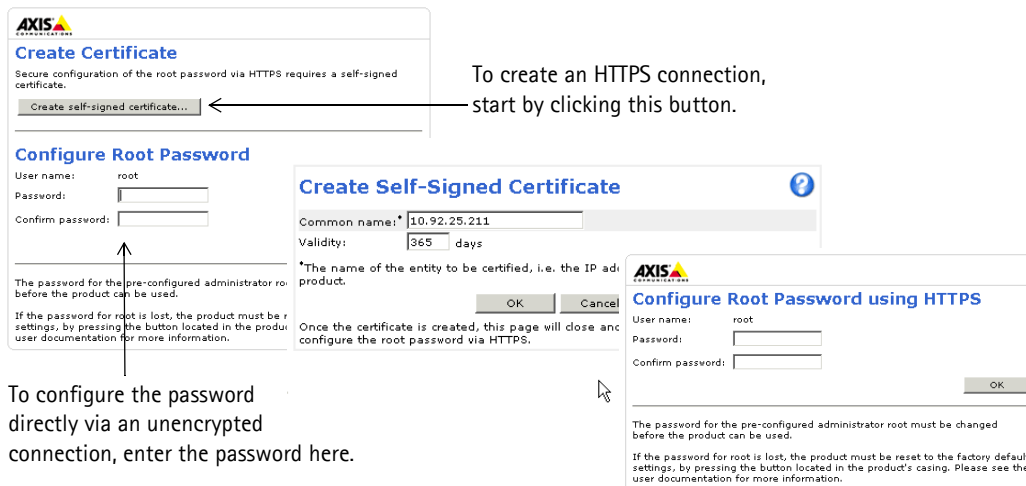 AXIS
COMMUNICATIONS
Create Certificate
Secure configuration of the root password via HTTPS requires a self-signed
certificate.
Create self-signed certificate...
To create an HTTPS connection,
start by clicking this button.
Configure Root Password
User name: root
Password:
Confirm password:
The password for the pre-configured administrator ro
before the product can be used.
If the password for root is lost, the product must be r
settings, by pressing the button located in the produc
user documentation for more information.
To configure the password
directly via an unencrypted
connection, enter the password here.
Create Self-Signed Certificate
?
Common name:* 10.92.25.211
Validity: 365 days
*The name of the entity to be certified, i.e. the IP add
product.
OK Cancel
Once the certificate is created, this page will close and
configure the root password via HTTPS.
AXIS
COMMUNICATIONS
Configure Root Password using HTTPS
User name: root
Password:
Confirm password:
OK
The password for the pre-configured administrator root must be changed
before the product can be used.
If the password for root is lost, the product must be reset to the factory default
settings, by pressing the button located in the product's casing. Please see the
user documentation for more information.